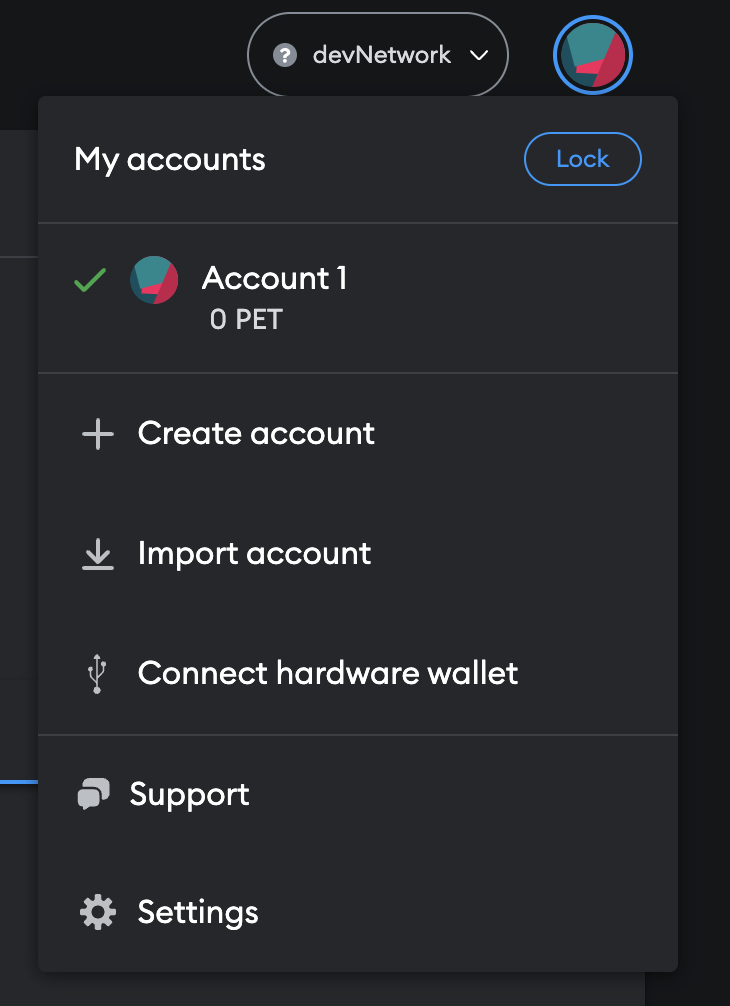 devNetwork
My accounts
Lock
Account 1
0 PET
Create account
Import account
Connect hardware wallet
Support
Settings